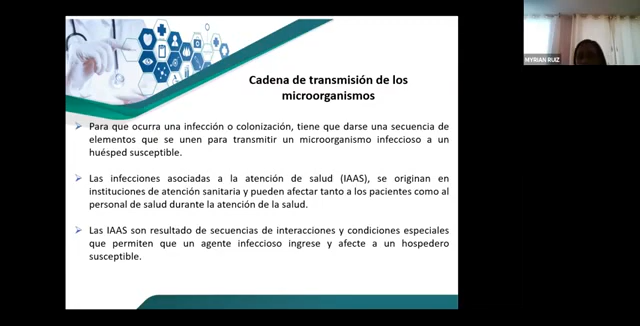 Cadena de transmisión de los
microorganismos
Para que ocurra una infección o colonización, tiene que darse una secuencia de
elementos que se unen para transmitir un microorganismo infeccioso a un
huésped susceptible.
Las infecciones asociadas a la atención de salud (IAAS), se originan en
instituciones de atención sanitaria y pueden afectar tanto a los pacientes como al
personal de salud durante la atención de la salud.
Las IAAS son resultado de secuencias de interacciones y condiciones especiales
que permiten que un agente infeccioso ingrese y afecte a un hospedero
susceptible.
MYRIAN RUIZ